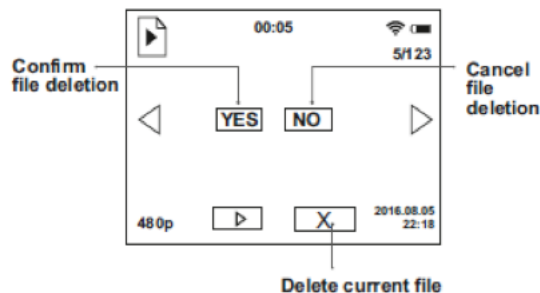 00:05
5/123
Confirm
file deletion
Cancel
file
deletion
YES
NO
480p
X
2016.08.05
22:18
Delete current file